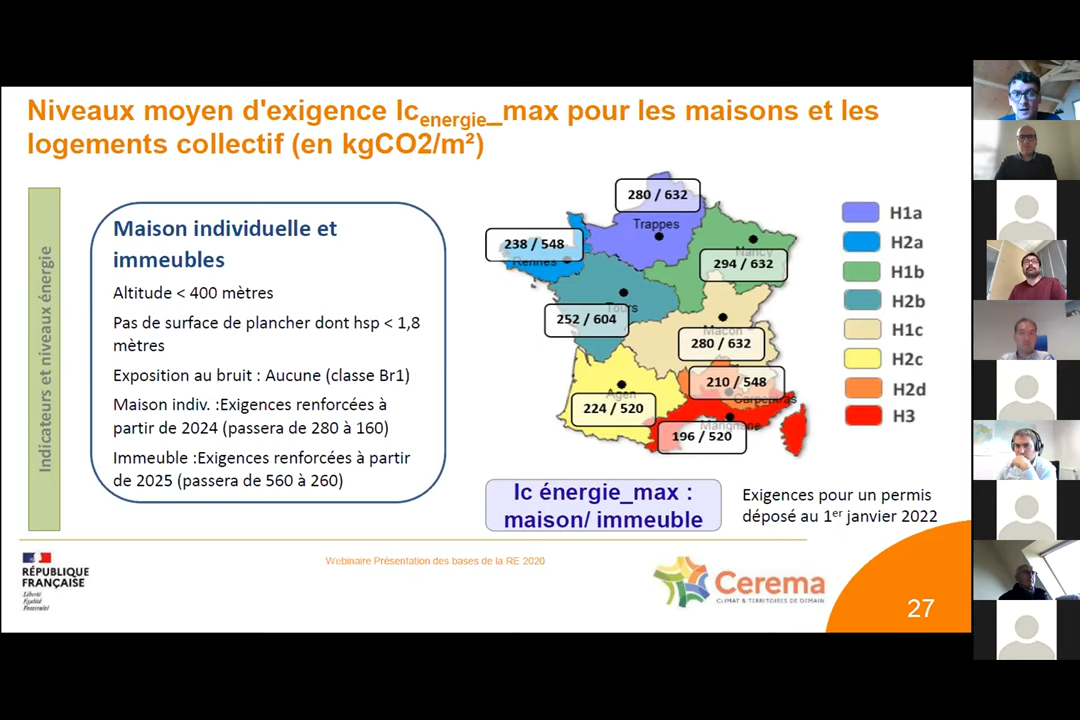 Niveaux moyen d'exigence Ic energie_max pour les maisons et les
logements collectif (en kgCO2/m²)
Indicateurs et niveaux énergie
Maison individuelle et
immeubles
Altitude < 400 mètres
Pas de surface de plancher dont hsp < 1,8
mètres
Exposition au bruit : Aucune (classe Br1)
Maison indiv. :Exigences renforcées à
partir de 2024 (passera de 280 à 160)
Immeuble :Exigences renforcées à partir
de 2025 (passera de 560 à 260)
280 / 632
Trappes
238 / 548
Rennes
Nancy
294 / 632
Tours
252 / 604
Macon
280 / 632
210 / 548
Carpentras
Agen
224 / 520
Marignane
196 / 520
H1a
H2a
H1b
H2b
H1c
H2c
H2d
H3
Ic énergie_max :
maison/ immeuble
Exigences pour un permis
déposé au 1er janvier 2022
RÉPUBLIQUE
FRANÇAISE
Liberté
Égalité
Fraternité
Webinaire Présentation des bases de la RE 2020
Cerema
CLIMAT & TERRITOIRES DE DEMAIN
27